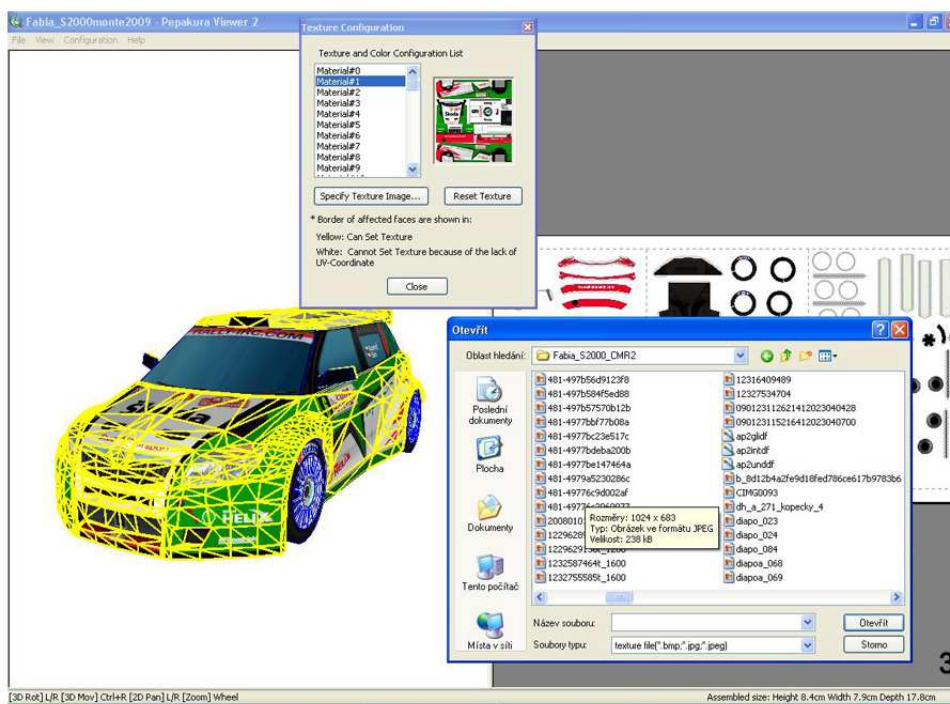 Fabia_S2000monte2009 - Pepakura Viewer 2
File View Configuration Help
Texture Configuration
Texture and Color Configuration List
Material#0
Material#1
Material#2
Material#3
Material#4
Material#5
Material#6
Material#7
Material#8
Material#9
Specify Texture Image...
Reset Texture
* Border of affected faces are shown in:
Yellow: Can Set Texture
White: Cannot Set Texture because of the lack of
UV-Coordinate
Close
HELIX
Otevřít
Oblast hledání:
Fabia_S2000_CMR2
Poslední
dokumenty
Plocha
Dokumenty
Tento počítač
Místa v síti
481-497b56d9123f8
481-497b584f5ed88
481-497b57570b12b
481-4977bbf77b08a
481-4977bc23e517c
481-4977bdeba200b
481-4977be147464a
481-4979a5230286c
481-49776c9d002af
1232587464t_1600
1232755585t_1600
12316409489
12327534704
090123112621412023040428
090123115216412023040700
ap2gldf
ap2intdf
ap2unddf
b_8d12b4a2fe9d18fed786ce617b9783b6
CIMG0093
dh_a_271_kopecky_4
diapo_023
diapo_024
diapo_084
diapoa_068
diapoa_069
Rozměry: 1024 x 683
Typ: Obrázek ve formátu JPEG
Velikost: 238 kB
Název souboru:
Otevřít
Soubory typu:
texture file(*.bmp;*.jpg;*.jpeg)
Storno
3
[3D Rot] L/R [3D Mov] Ctrl+R [2D Pan] L/R [Zoom] Wheel
Assembled size: Height 8.4cm Width 7.9cm Depth 17.8cm